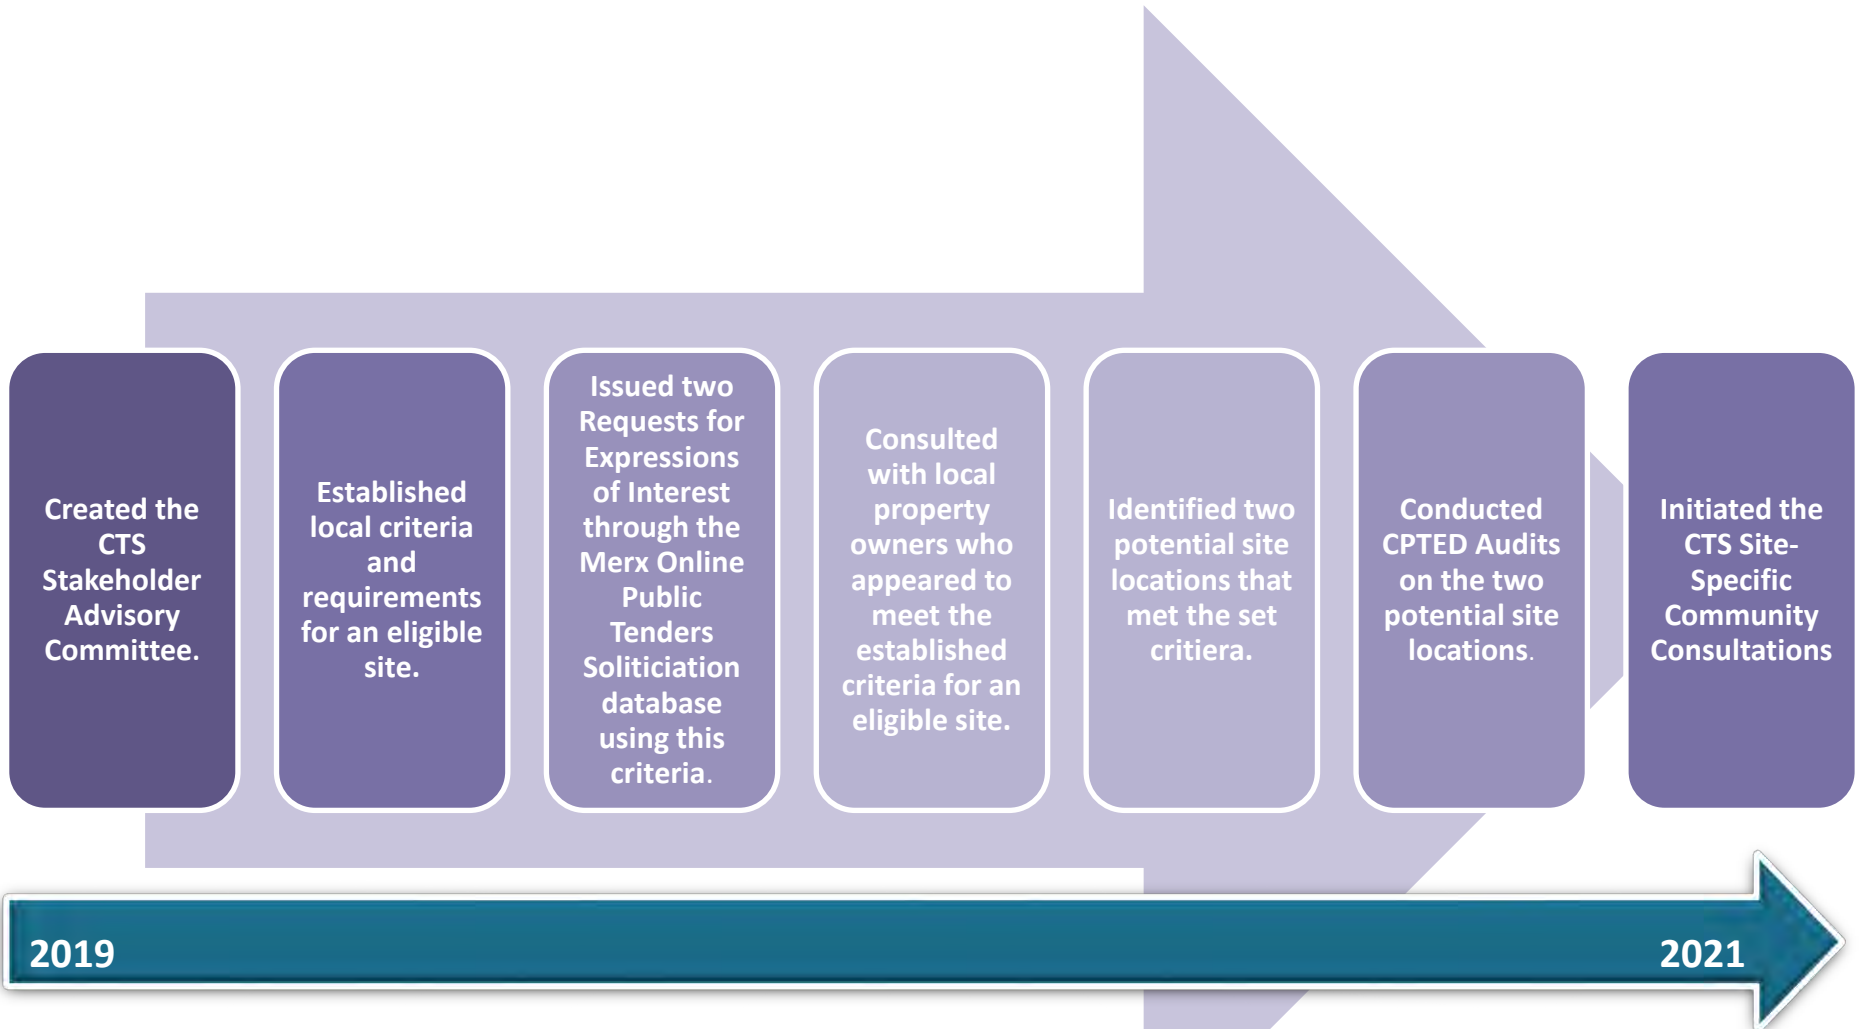 Created the
CTS
Stakeholder
Advisory
Committee.
Established
local criteria
and
requirements
for an eligible
site.
Issued two
Requests for
Expressions
of Interest
through the
Merx Online
Public
Tenders
Soliticiation
database
using this
criteria.
Consulted
with local
property
owners who
appeared to
meet the
established
criteria for an
eligible site.
Identified two
potential site
locations that
met the set
critiera.
Conducted
CPTED Audits
on the two
potential site
locations.
Initiated the
CTS Site-
Specific
Community
Consultations
2019
2021